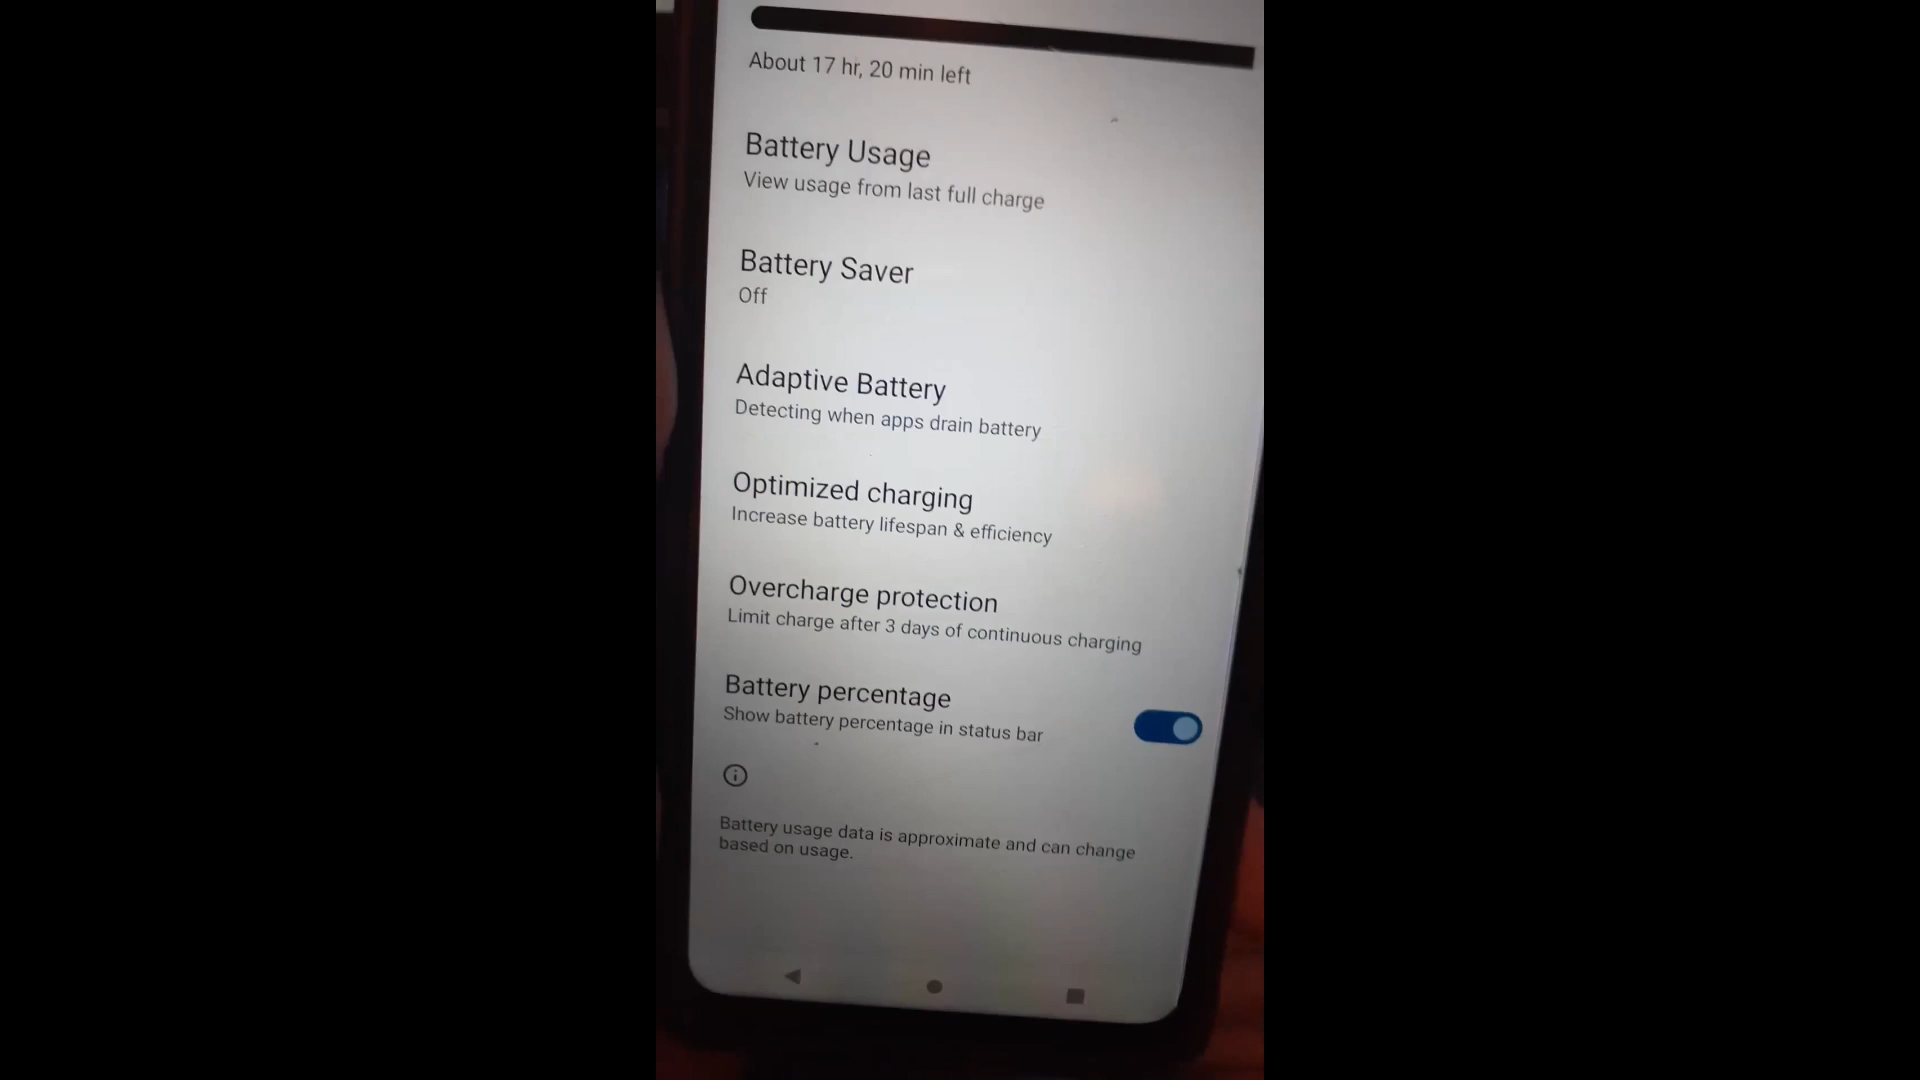 About 17 hr, 20 min left
Battery Usage
View usage from last full charge
Battery Saver
Off
Adaptive Battery
Detecting when apps drain battery
Optimized charging
Increase battery lifespan & efficiency
Overcharge protection
Limit charge after 3 days of continuous charging
Battery percentage
Show battery percentage in status bar
Battery usage data is approximate and can change
based on usage.